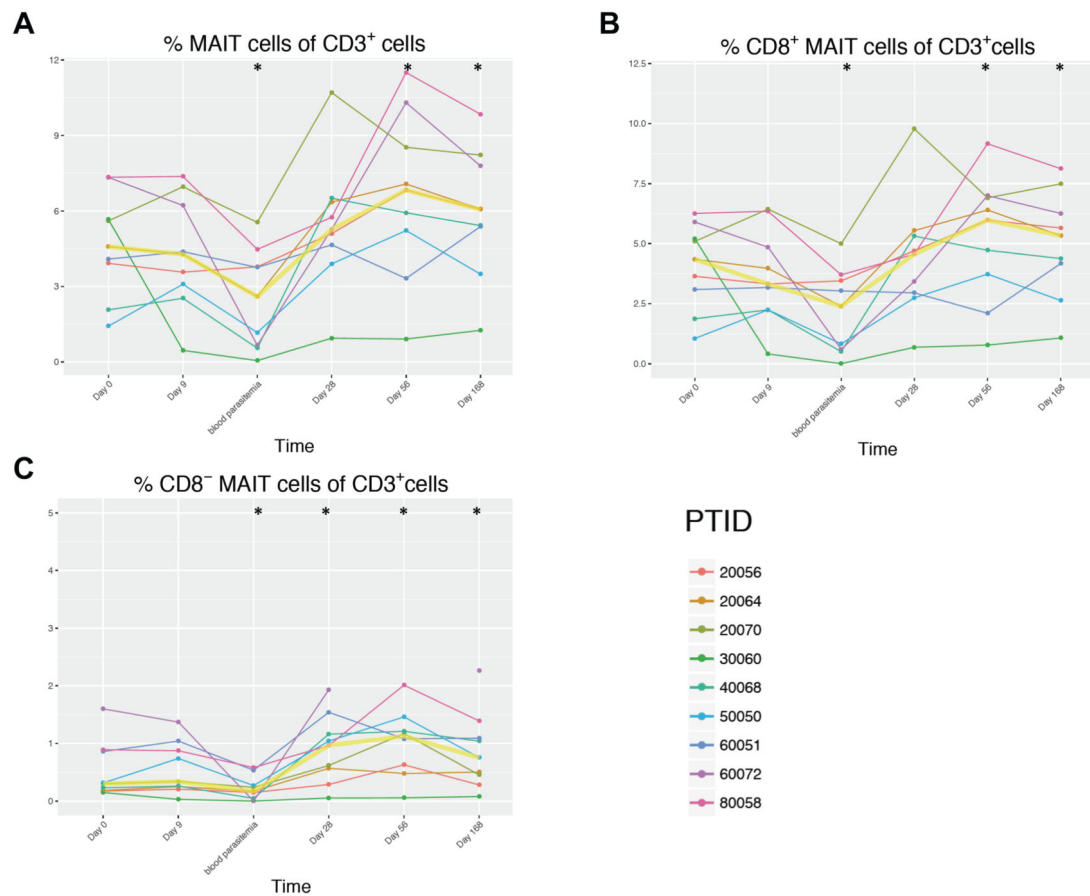 A
% MAIT cells of CD3⁺ cells
* * *
12
9
6
3
0
Day 0
Day 9
blood parasitemia
Day 28
Day 56
Day 168
Time
B
% CD8⁺ MAIT cells of CD3⁺cells
* * *
12.5
10.0
7.5
5.0
2.5
0.0
Day 0
Day 9
blood parasitemia
Day 28
Day 56
Day 168
Time
C
% CD8⁻ MAIT cells of CD3⁺cells
* * * *
5
4
3
2
1
0
Day 0
Day 9
blood parasitemia
Day 28
Day 56
Day 168
Time
PTID
20056
20064
20070
30060
40068
50050
60051
60072
80058